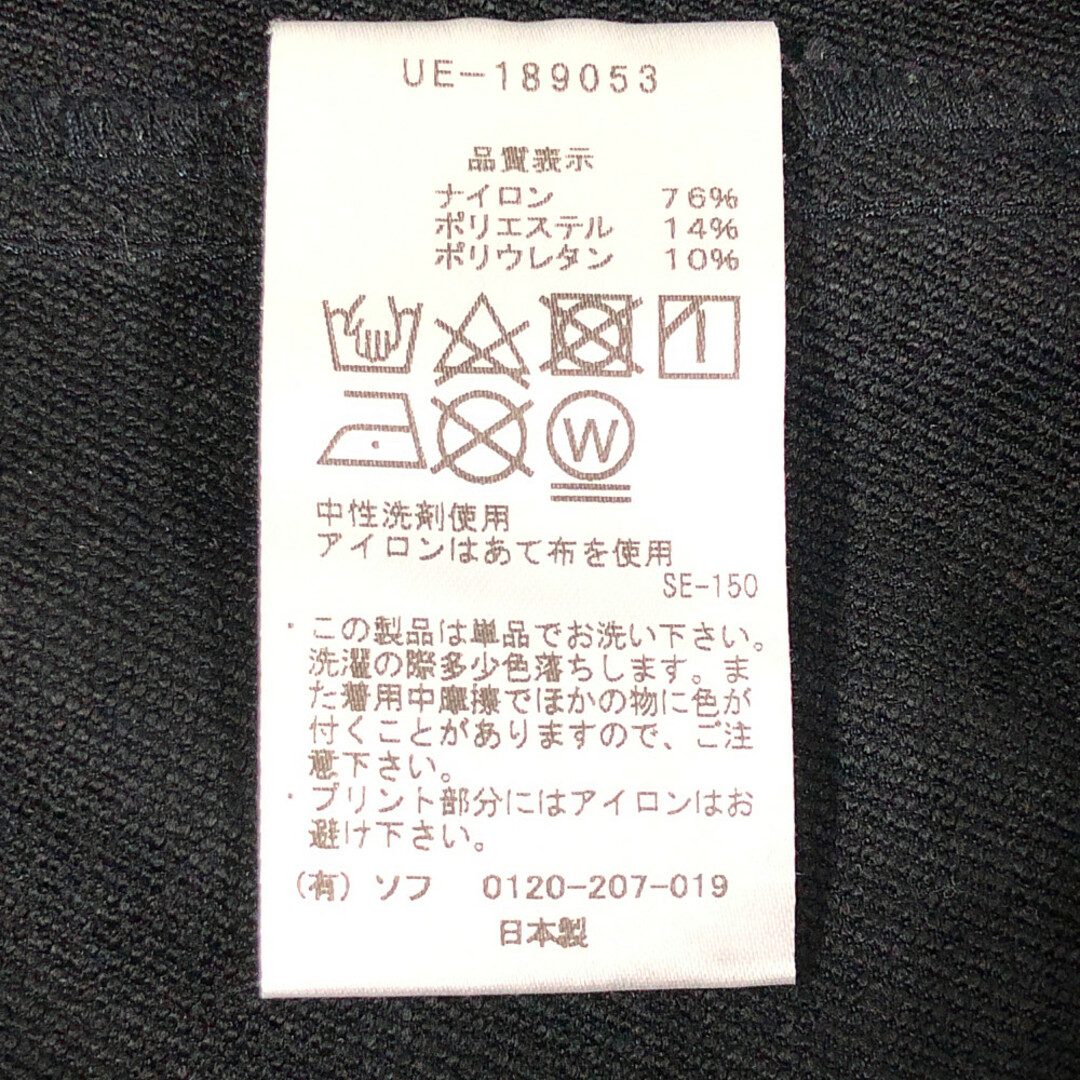 UE-189053
品質表示
ナイロン 76%
ポリエステル 14%
ポリウレタン 10%
W
中性洗剤使用
アイロンはあて布を使用
SE-150
・この製品は単品でお洗い下さい。
洗濯の際多少色落ちします。ま
た着用中摩擦でほかの物に色が
付くことがありますので、ご注
意下さい。
・プリント部分にはアイロンはお
避け下さい。
(有)ソフ 0120-207-019
日本製